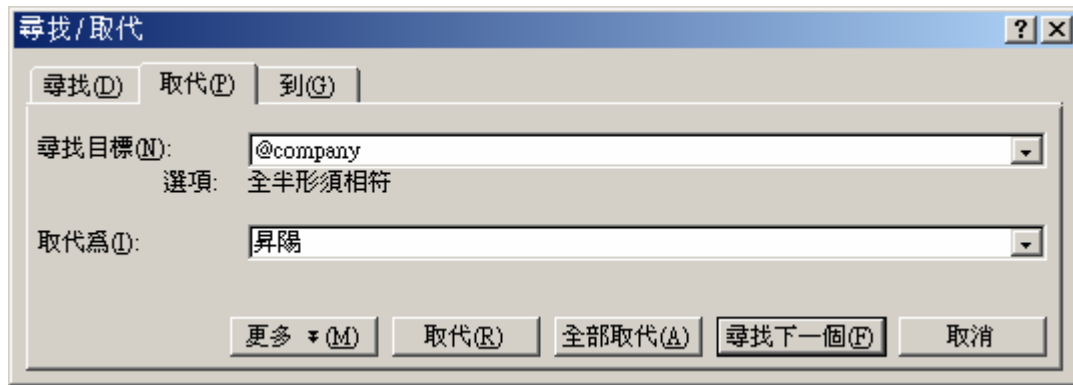 尋找/取代
尋找(D) 取代(P) 到(G)
尋找目標(N): @company
選項: 全半形須相符
取代為(I): 昇陽
更多 (M) 取代(R) 全部取代(A) 尋找下一個(F) 取消